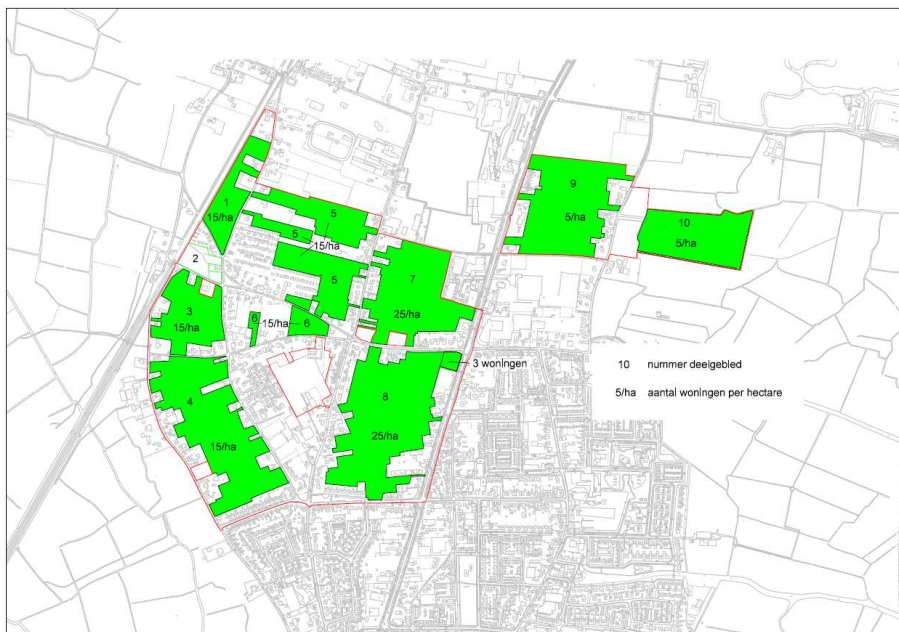 9
5/ha
10
5/ha
1
15/ha
5
5
15/ha
5
2
7
25/ha
3
15/ha
6
15/ha
6
3 woningen
4
15/ha
8
25/ha
10 nummer deelgebied
5/ha aantal woningen per hectare